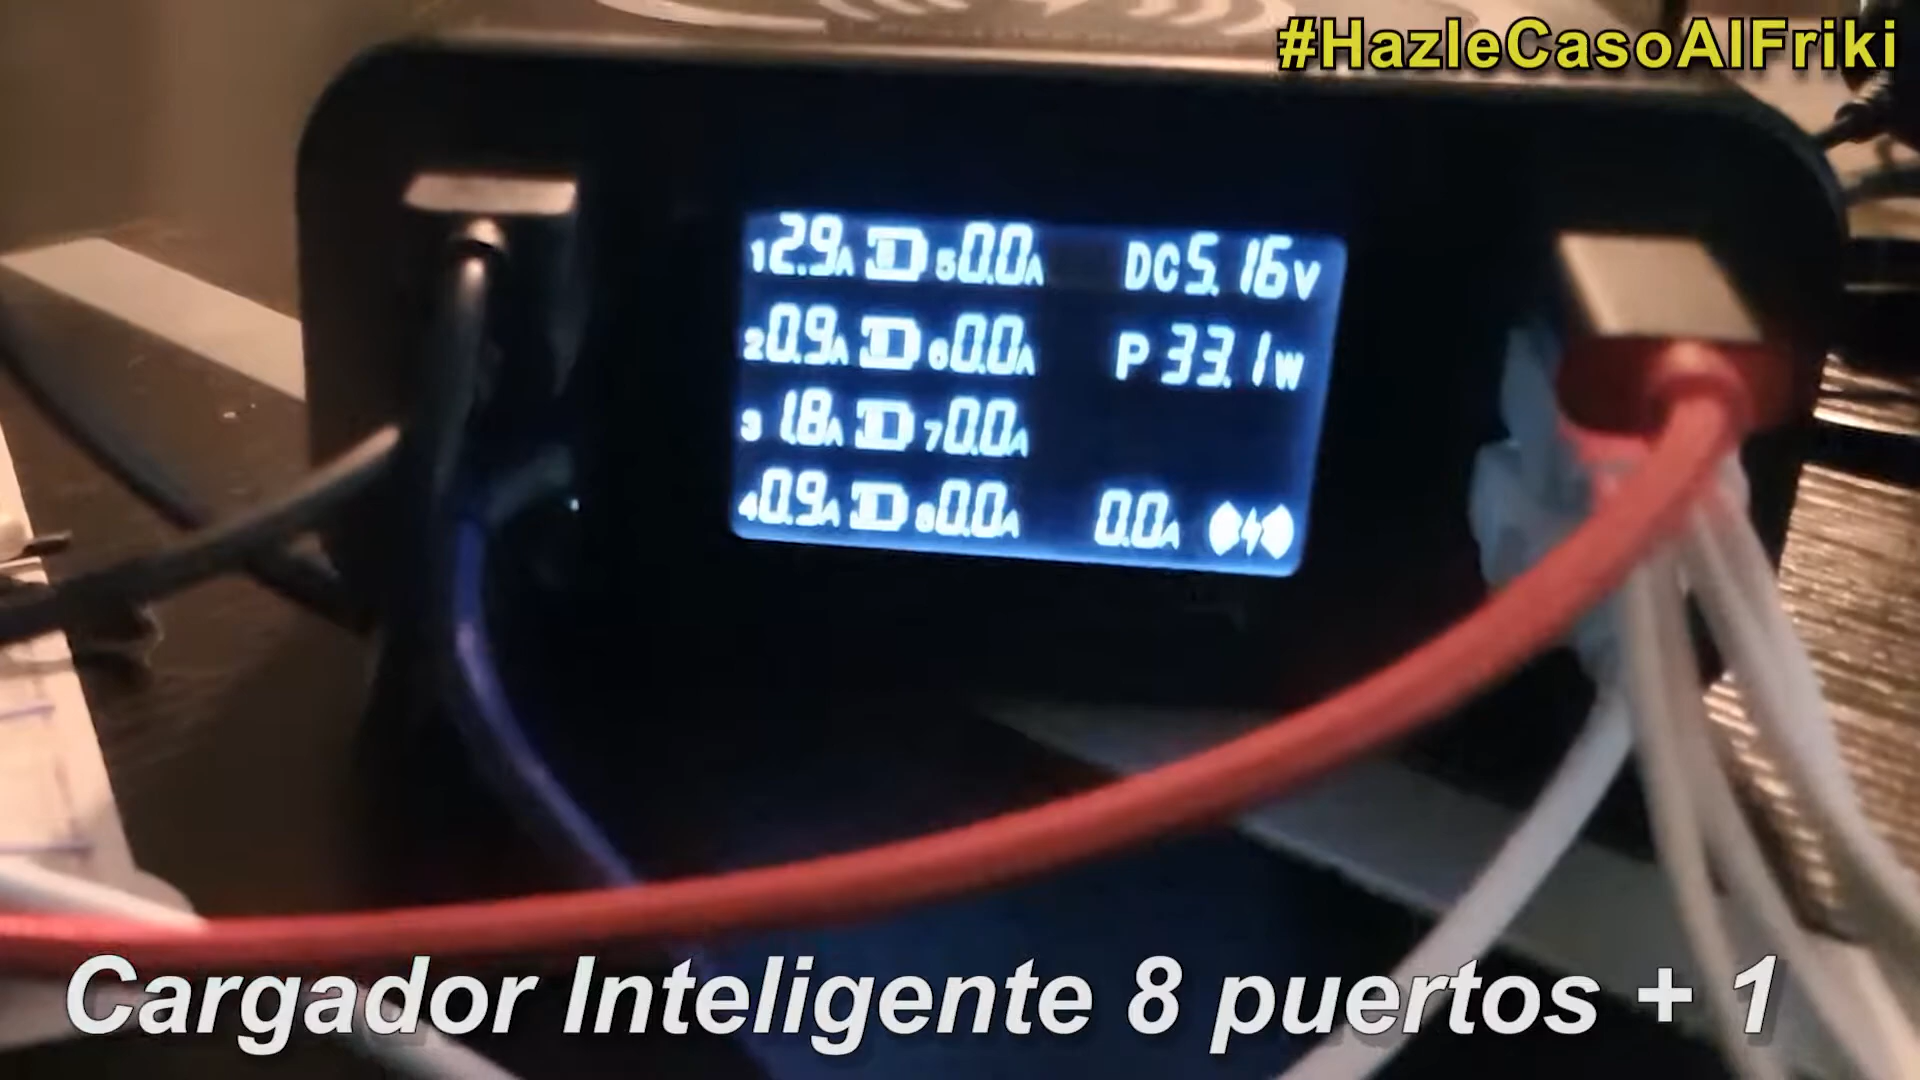 #HazleCasoAlFriki
1 2.9A 5 0.0A DC 5.16V
2 0.9A 6 0.0A P 33.1W
3 1.8A 7 0.0A
4 0.9A 8 0.0A 0.0A
Cargador Inteligente 8 puertos + 1